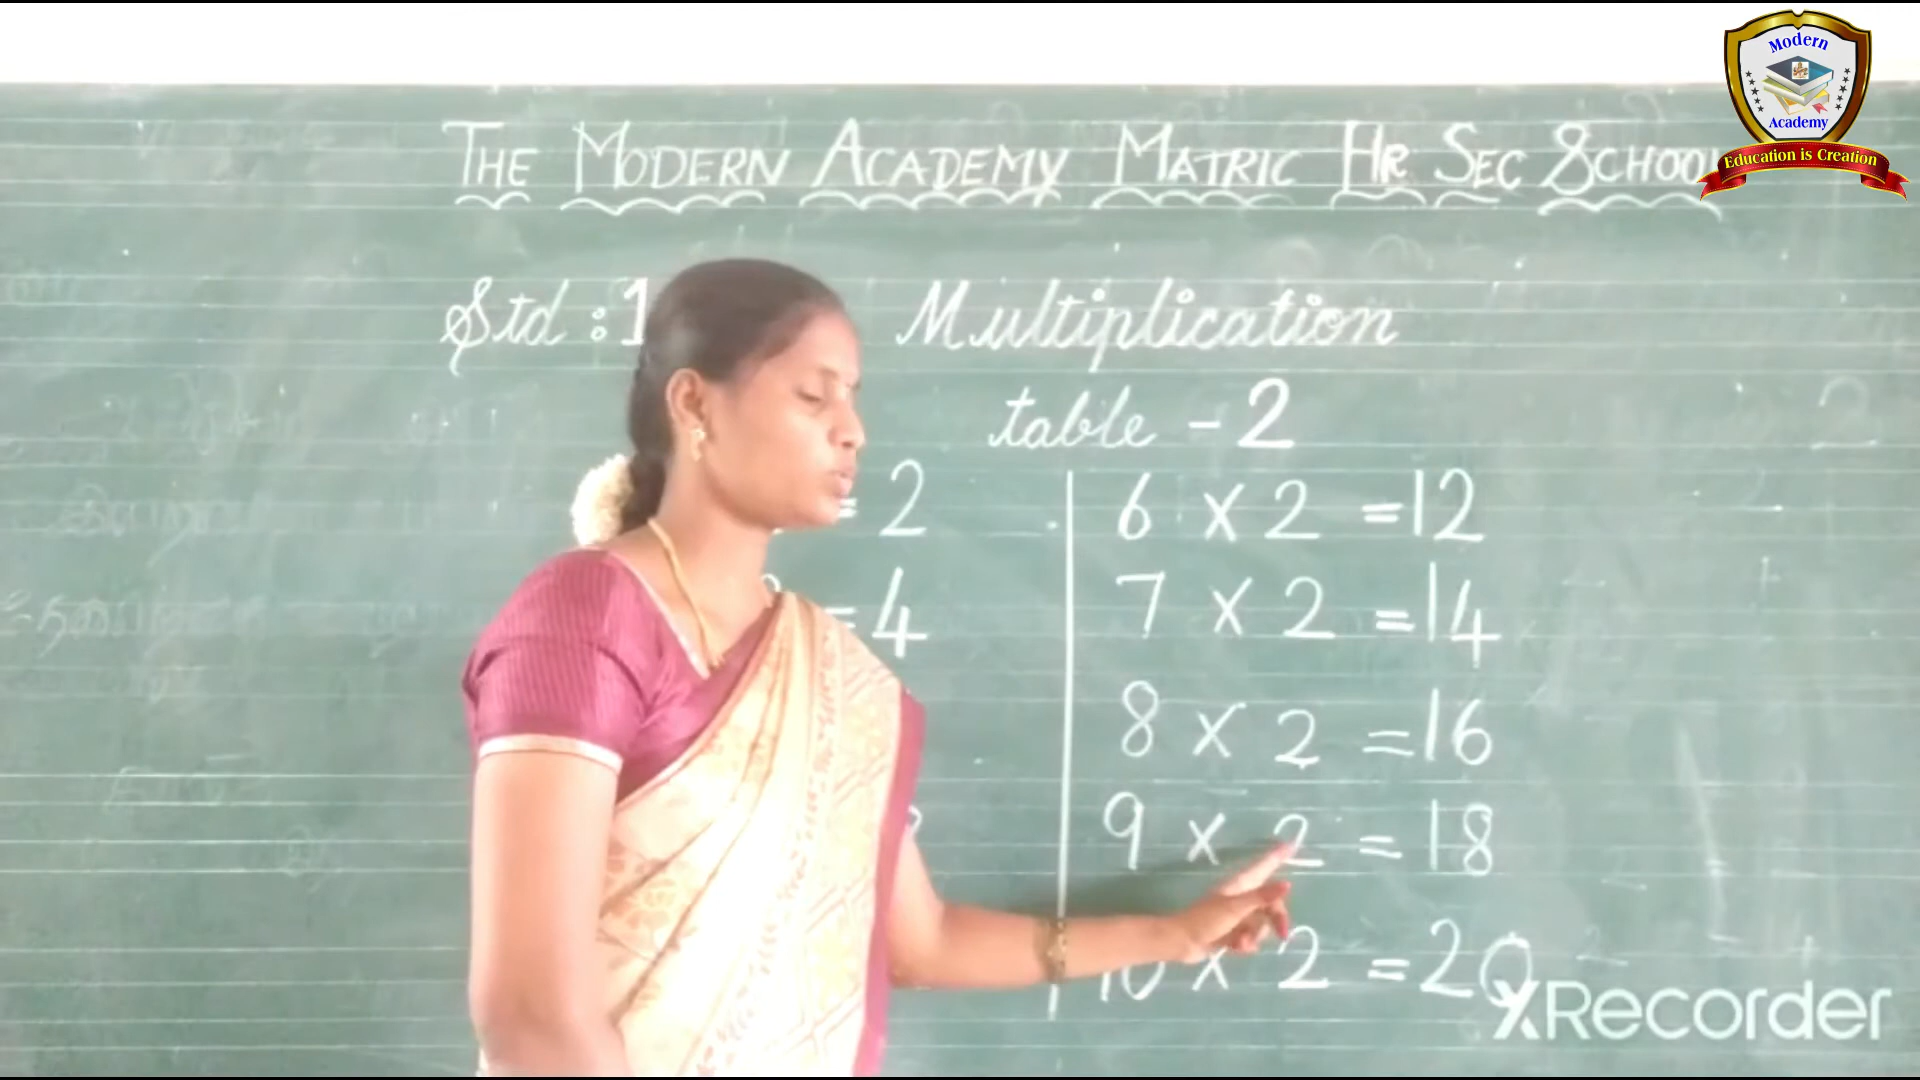 Modern
Academy
Education is Creation
THE MODERN ACADEMY MATRIC HR SEC SCHOOL
Std : 1 Multiplication
table - 2
= 2
= 4
6 x 2 = 12
7 x 2 = 14
8 x 2 = 16
9 x 2 = 18
10 x 2 = 20
XRecorder